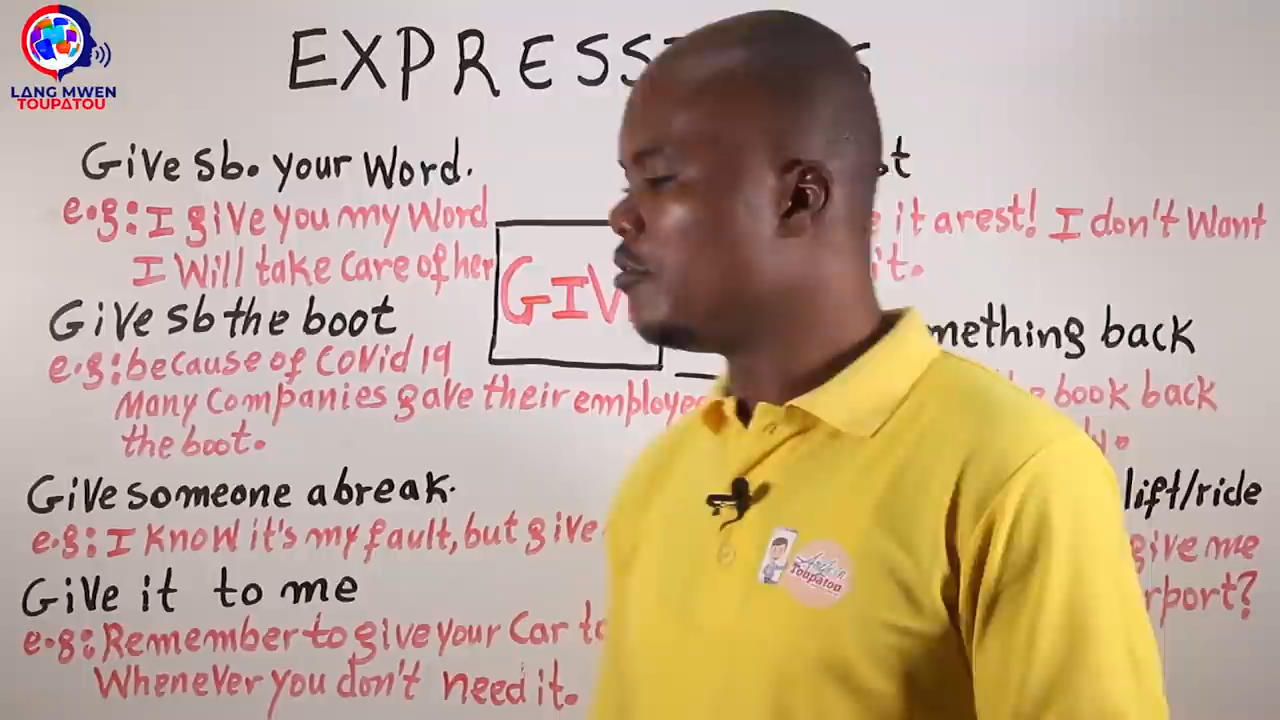 LANG MWEN
TOUPATOU
EXPRESS
Give sb. your Word.
e.g: I give you my Word
I Will take Care of her
Give sb the boot
e.g: because of Covid 19
Many Companies gave their employee
the boot.
Give someone a break.
e.g: I Know it's my fault, but give
Give it to me
e.g: Remember to give your Car to
Whenever you don't need it.
GIV
it a rest! I don't Want
it.
mething back
book back
lift/ride
give me
rport?
Toupatou